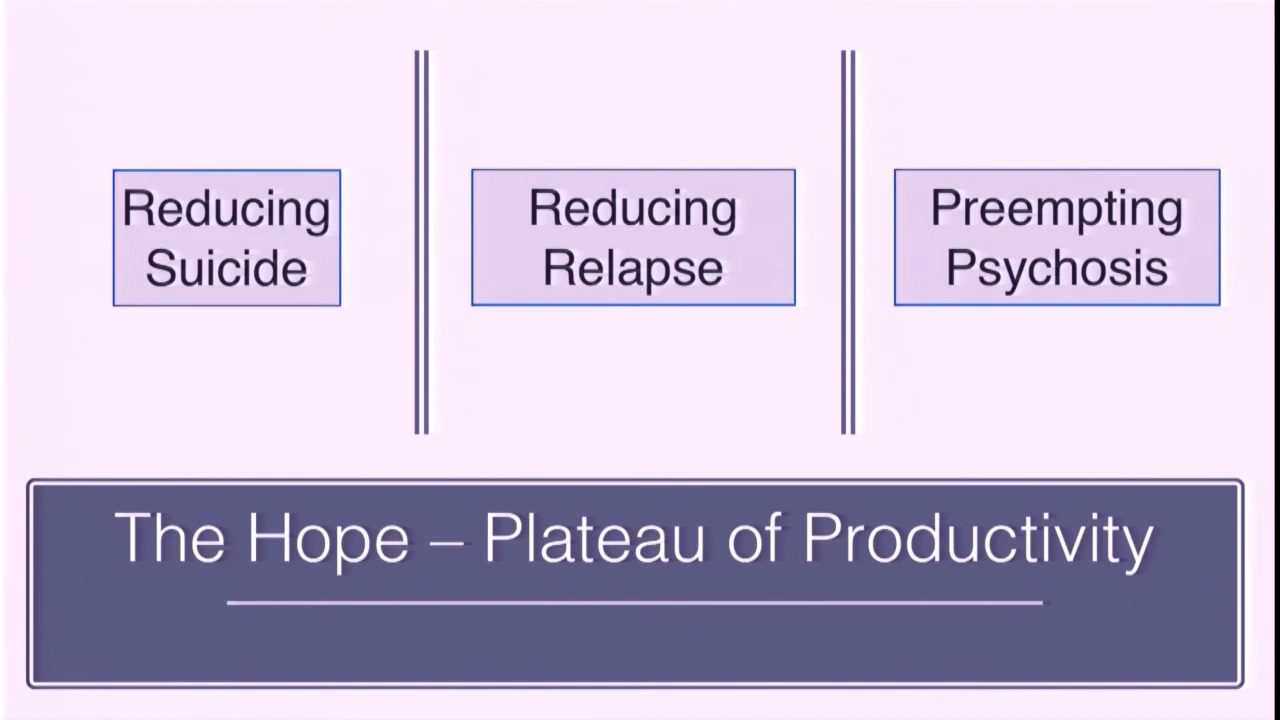 Reducing
Suicide
Reducing
Relapse
Preempting
Psychosis
The Hope – Plateau of Productivity